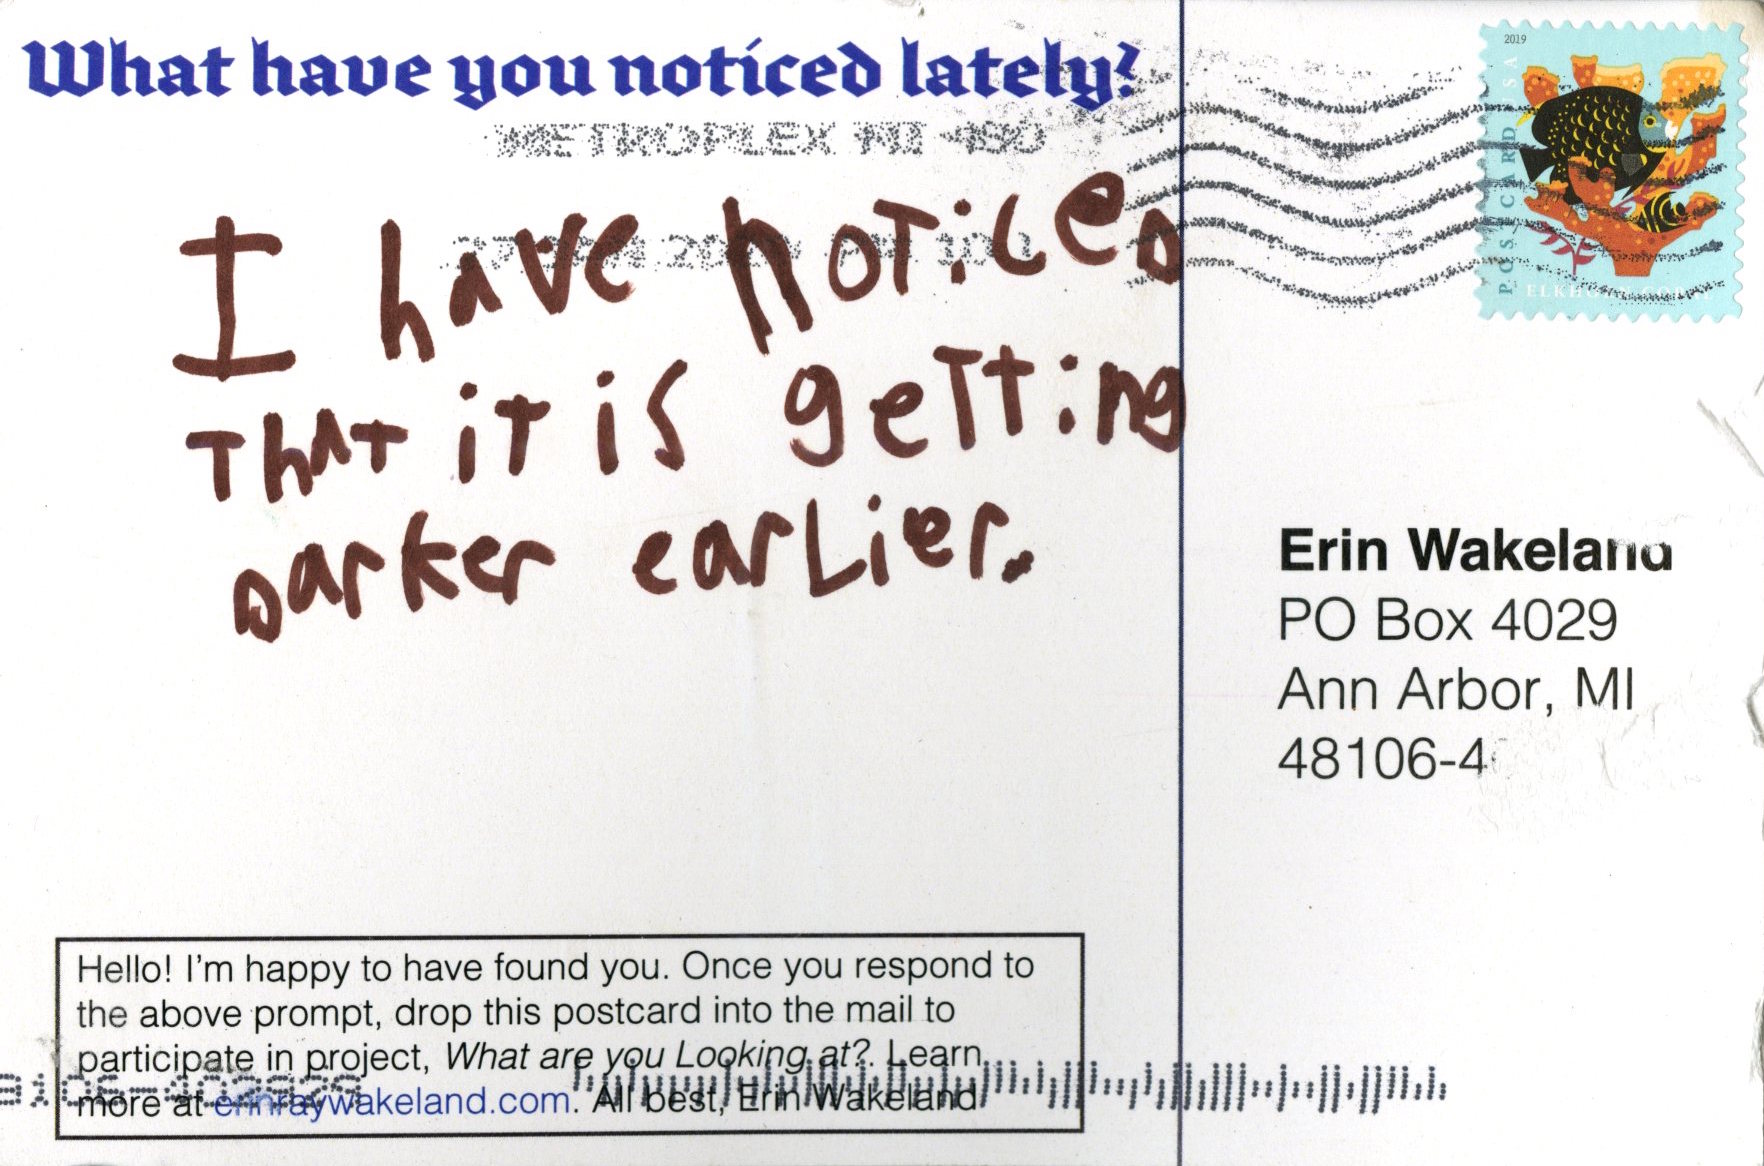 What have you noticed lately?
METROPLEX MI 480
I have noticed
that it is getting
darker earlier.
2019
POSTCARD USA
ELKHORN CORAL
Erin Wakeland
PO Box 4029
Ann Arbor, MI
48106-4
Hello! I'm happy to have found you. Once you respond to
the above prompt, drop this postcard into the mail to
participate in project, What are you Looking at?. Learn
more at erinraywakeland.com. All best, Erin Wakeland